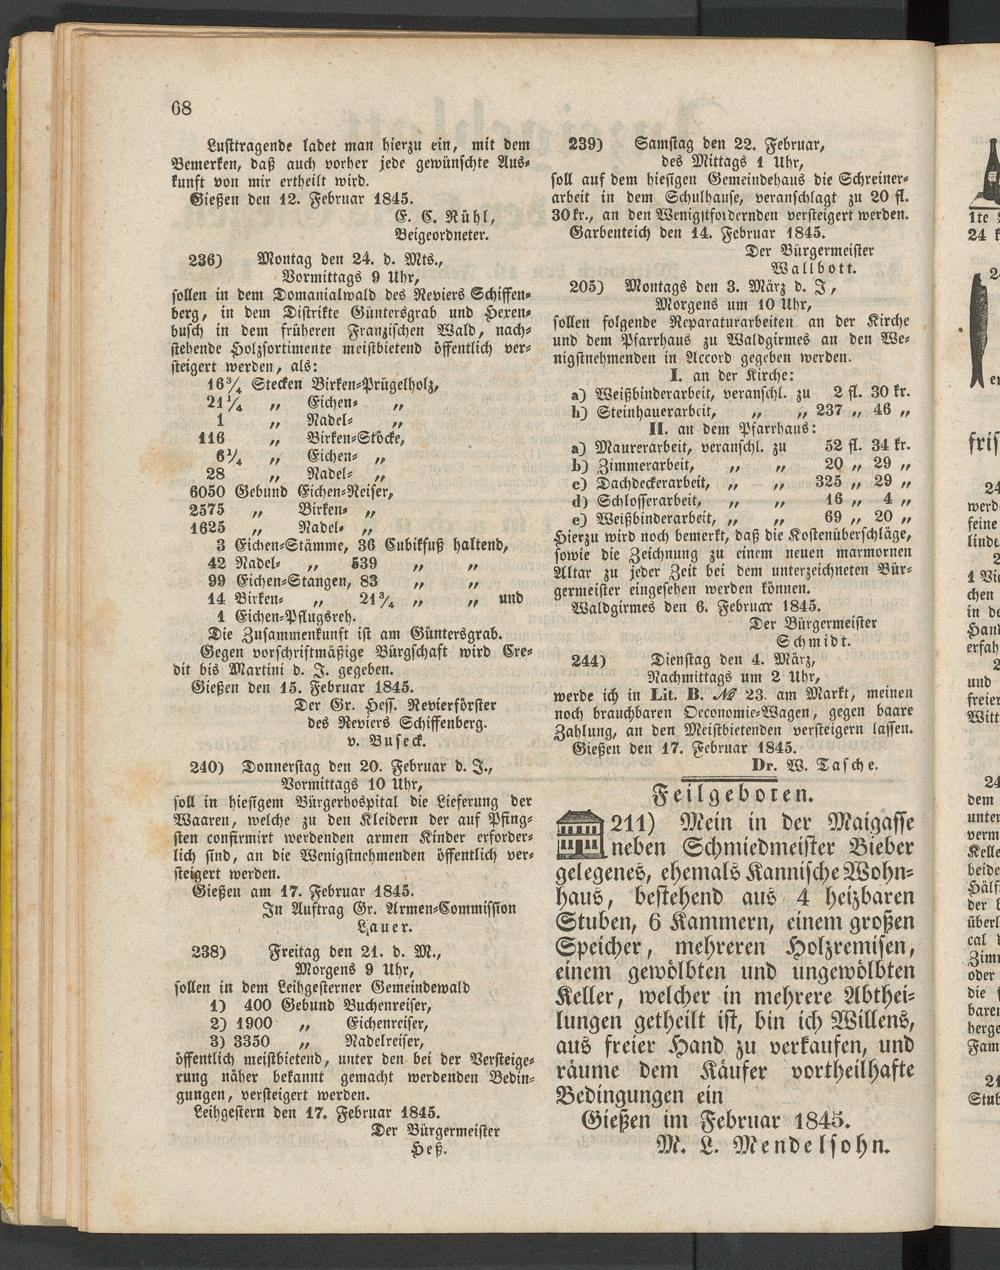 68
Lusttragende ladet man hierzu ein, mit dem
Bemerken, daß auch vorher jede gewünschte Aus-
kunft von mir ertheilt wird.
Gießen den 12. Februar 1845.
E. C. Rühl,
Beigeordneter.
236) Montag den 24. d. Mts.,
Vormittags 9 Uhr,
sollen in dem Domanialwald des Reviers Schiffen-
berg, in dem Distrikte Güntersgrab und Hexen-
busch in dem früheren Franzischen Wald, nach-
stehende Holzsortimente meistbietend öffentlich ver-
steigert werden, als:
16¾ Stecken Birken-Prügelholz,
21¼ „ Eichen- „
1 „ Nadel- „
116 „ Birken-Stöcke,
6¼ „ Eichen- „
28 „ Nadel- „
6050 Gebund Eichen-Reiser,
2575 „ Birken- „
1625 „ Nadel- „
3 Eichen-Stämme, 36 Cubikfuß haltend,
42 Nadel- „ 539 „ „
99 Eichen-Stangen, 83 „ „
14 Birken- „ 21¾ „ „ und
1 Eichen-Pflugsreh.
Die Zusammenkunft ist am Güntersgrab.
Gegen vorschriftmäßige Bürgschaft wird Cre-
dit bis Martini d. J. gegeben.
Gießen den 15. Februar 1845.
Der Gr. Hess. Revierförster
des Reviers Schiffenberg.
v. Buseck.
240) Donnerstag den 20. Februar d. J.,
Vormittags 10 Uhr,
soll in hiesigem Bürgerhospital die Lieferung der
Waaren, welche zu den Kleidern der auf Pfing-
sten confirmirt werdenden armen Kinder erforder-
lich sind, an die Wenigstnehmenden öffentlich ver-
steigert werden.
Gießen am 17. Februar 1845.
In Auftrag Gr. Armen-Commission
Lauer.
238) Freitag den 21. d. M.,
Morgens 9 Uhr,
sollen in dem Leihgesterner Gemeindewald
1) 400 Gebund Buchenreiser,
2) 1900 „ Eichenreiser,
3) 3350 „ Nadelreiser,
öffentlich meistbietend, unter den bei der Versteige-
rung näher bekannt gemacht werdenden Bedin-
gungen, versteigert werden.
Leihgestern den 17. Februar 1845.
Der Bürgermeister
Heß.
239) Samstag den 22. Februar,
des Mittags 1 Uhr,
soll auf dem hiesigen Gemeindehaus die Schreiner-
arbeit in dem Schulhause, veranschlagt zu 20 fl.
30 kr., an den Wenigstfordernden versteigert werden.
Garbenteich den 14. Februar 1845.
Der Bürgermeister
Wallbott.
205) Montags den 3. März d. J,
Morgens um 10 Uhr,
sollen folgende Reparaturarbeiten an der Kirche
und dem Pfarrhaus zu Waldgirmes an den We-
nigstnehmenden in Accord gegeben werden.
I. an der Kirche:
a) Weißbinderarbeit, veranschl. zu 2 fl. 30 kr.
b) Steinhauerarbeit, „ „ 237 „ 46 „
II. an dem Pfarrhaus:
a) Maurerarbeit, veranschl. zu 52 fl. 34 kr.
b) Zimmerarbeit, „ „ 20 „ 29 „
c) Dachdeckerarbeit, „ „ 325 „ 29 „
d) Schlosserarbeit, „ „ 16 „ 4 „
e) Weißbinderarbeit, „ „ 69 „ 20 „
Hierzu wird noch bemerkt, daß die Kostenüberschläge,
sowie die Zeichnung zu einem neuen marmornen
Altar zu jeder Zeit bei dem unterzeichneten Bür-
germeister eingesehen werden können.
Waldgirmes den 6. Februar 1845.
Der Bürgermeister
Schmidt.
244) Dienstag den 4. März,
Nachmittags um 2 Uhr,
werde ich in Lit. B. № 23. am Markt, meinen
noch brauchbaren Oeconomie-Wagen, gegen baare
Zahlung, an den Meistbietenden versteigern lassen.
Gießen den 17. Februar 1845.
Dr. W. Tasche.
Feilgeboten.
211) Mein in der Maigasse
neben Schmiedmeister Bieber
gelegenes, ehemals Kannische Wohn-
haus, bestehend aus 4 heizbaren
Stuben, 6 Kammern, einem großen
Speicher, mehreren Holzremisen,
einem gewölbten und ungewölbten
Keller, welcher in mehrere Abthei-
lungen getheilt ist, bin ich Willens,
aus freier Hand zu verkaufen, und
räume dem Käufer vortheilhafte
Bedingungen ein
Gießen im Februar 1845.
M. L. Mendelsohn.